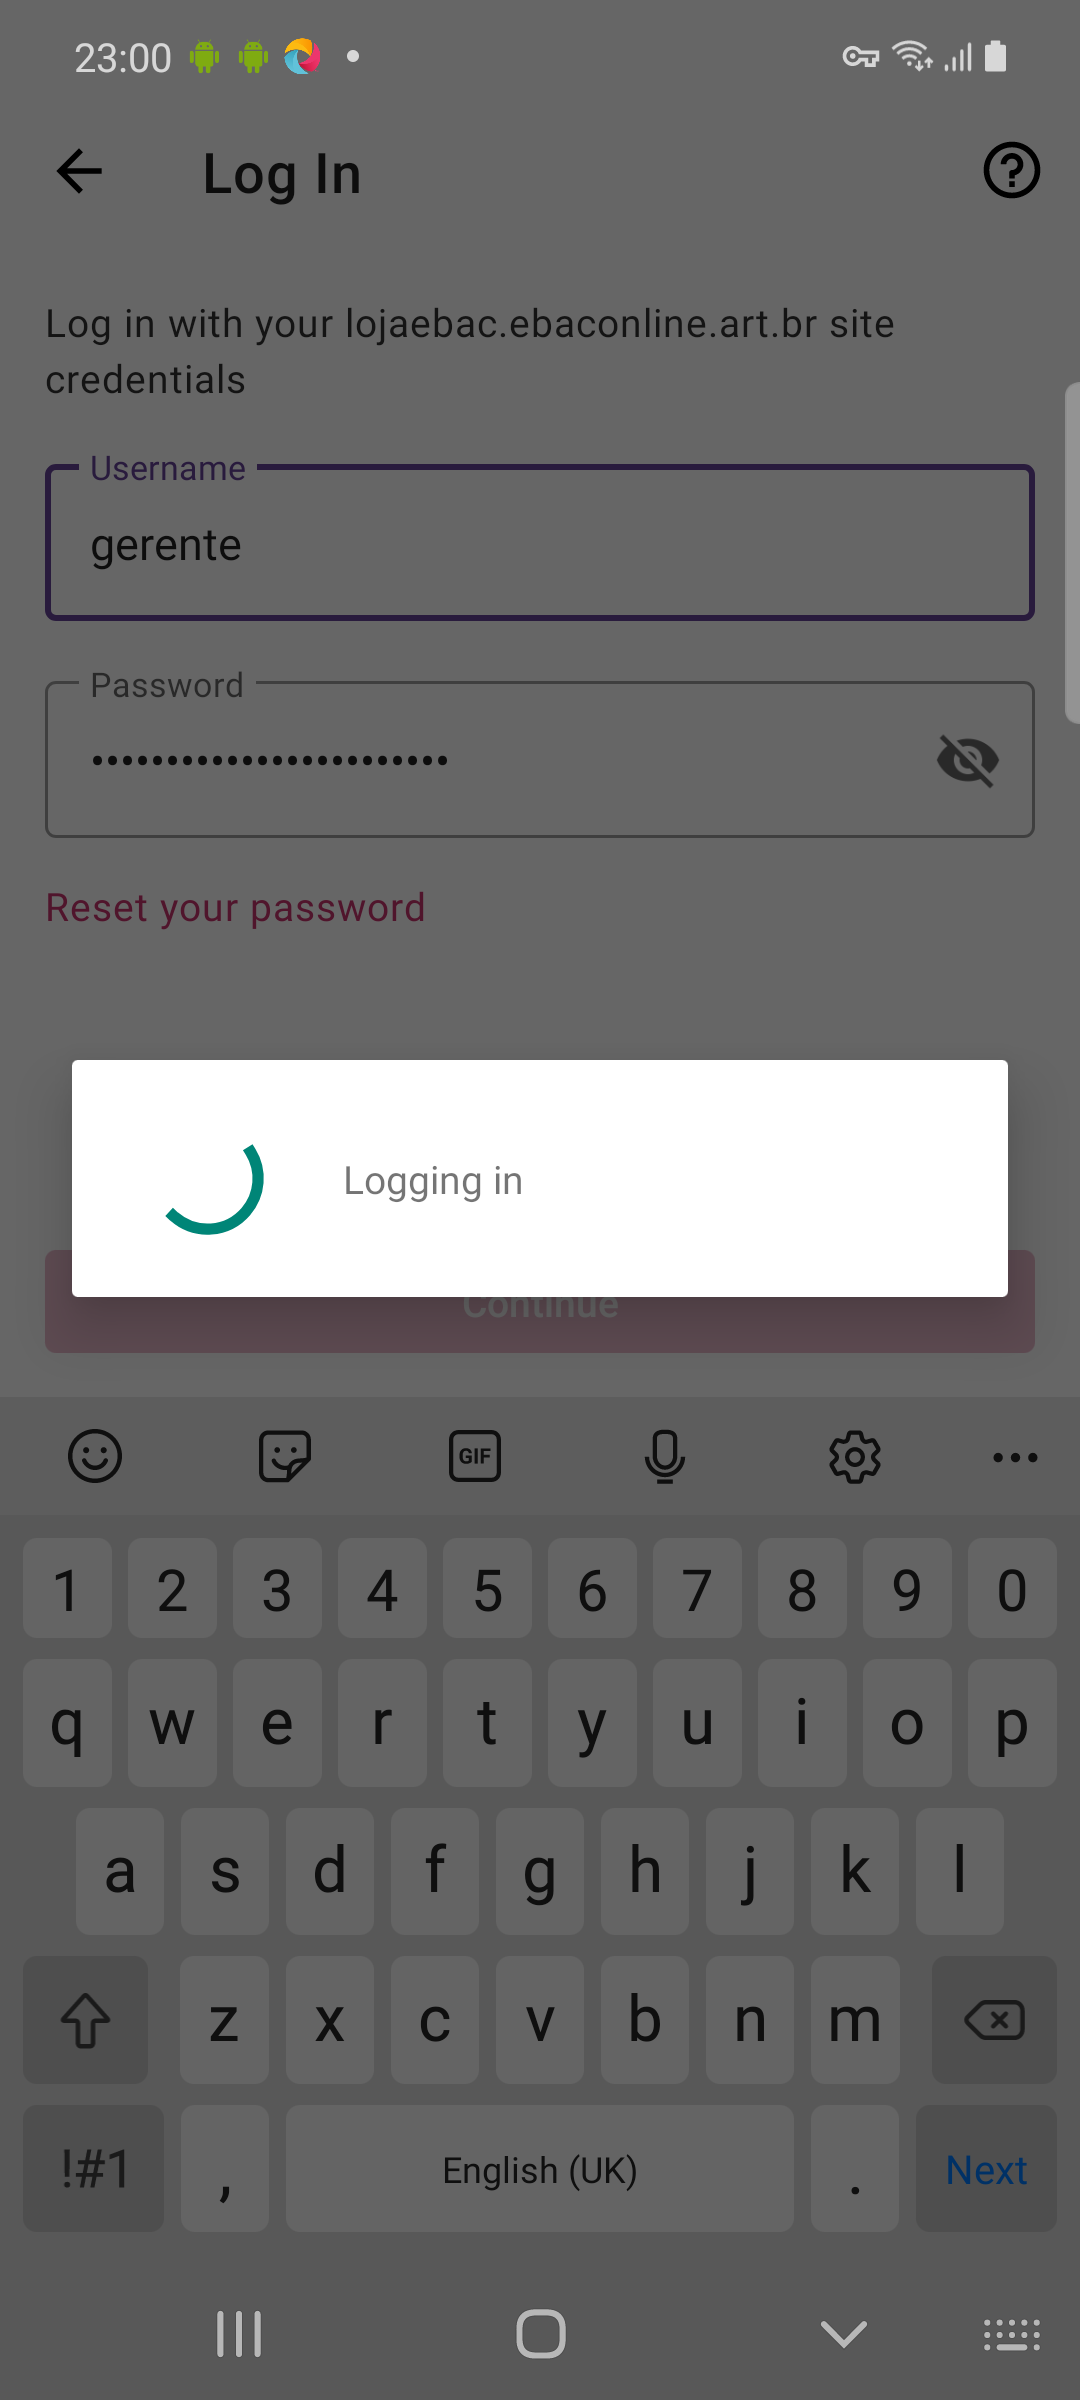 23:00
Log In
Log in with your lojaebac.ebaconline.art.br site
credentials
Username
gerente
Password
••••••••••••••••••••••••
Reset your password
Logging in
Continue
GIF
1 2 3 4 5 6 7 8 9 0
q w e r t y u i o p
a s d f g h j k l
z x c v b n m
!#1 , English (UK) . Next